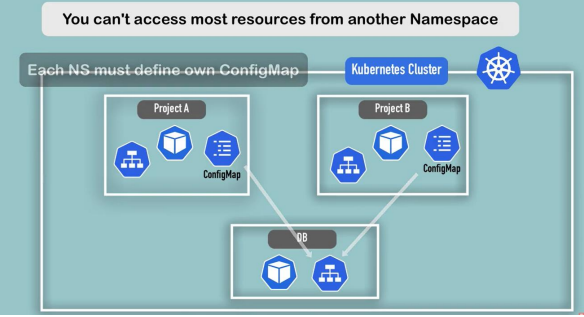 You can't access most resources from another Namespace
Each NS must define own ConfigMap
Kubernetes Cluster
Project A
Project B
ConfigMap
ConfigMap
DB